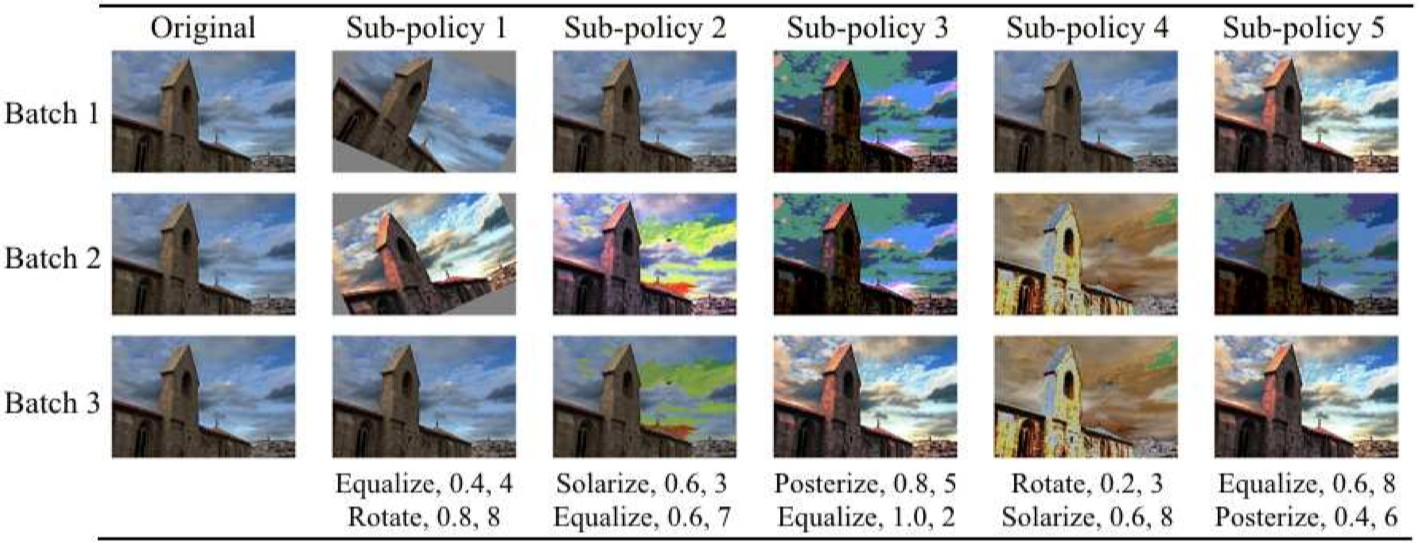 Original Sub-policy 1 Sub-policy 2 Sub-policy 3 Sub-policy 4 Sub-policy 5
Batch 1
Batch 2
Batch 3
Equalize, 0.4, 4 Solarize, 0.6, 3 Posterize, 0.8, 5 Rotate, 0.2, 3 Equalize, 0.6, 8
Rotate, 0.8, 8 Equalize, 0.6, 7 Equalize, 1.0, 2 Solarize, 0.6, 8 Posterize, 0.4, 6